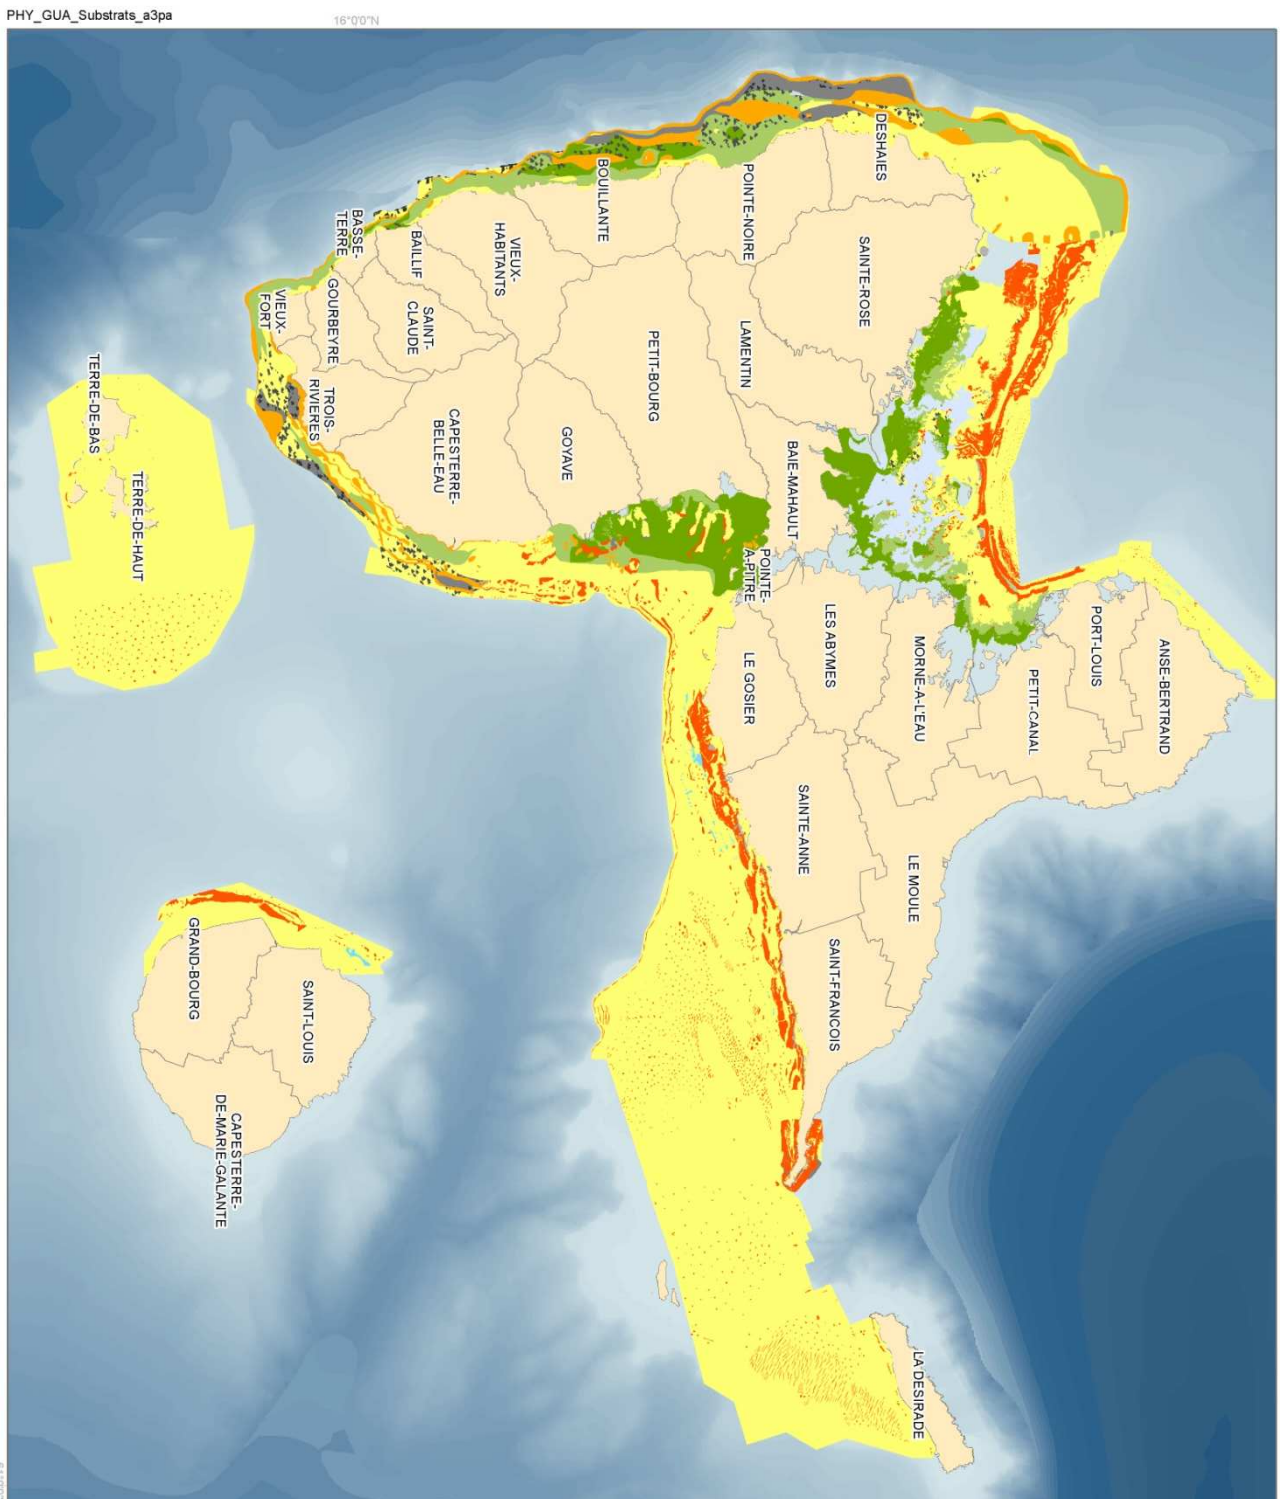 PHY_GUA_Substrats_a3pa
16°0'0"N
DESHAIES
POINTE-NOIRE
SAINTE-ROSE
BOUILLANTE
VIEUX-
HABITANTS
BAILLIF
BASSE-
TERRE
SAINT-
CLAUDE
GOURBEYRE
VIEUX-
FORT
TROIS-
RIVIERES
CAPESTERRE-
BELLE-EAU
GOYAVE
PETIT-BOURG
LAMENTIN
BAIE-MAHAULT
POINTE-
A-PITRE
LES ABYMES
LE GOSIER
MORNE-A-L'EAU
PETIT-CANAL
PORT-LOUIS
ANSE-BERTRAND
LE MOULE
SAINTE-ANNE
SAINT-FRANCOIS
LA DESIRADE
TERRE-DE-BAS
TERRE-DE-HAUT
GRAND-BOURG
SAINT-LOUIS
CAPESTERRE-
DE-MARIE-GALANTE